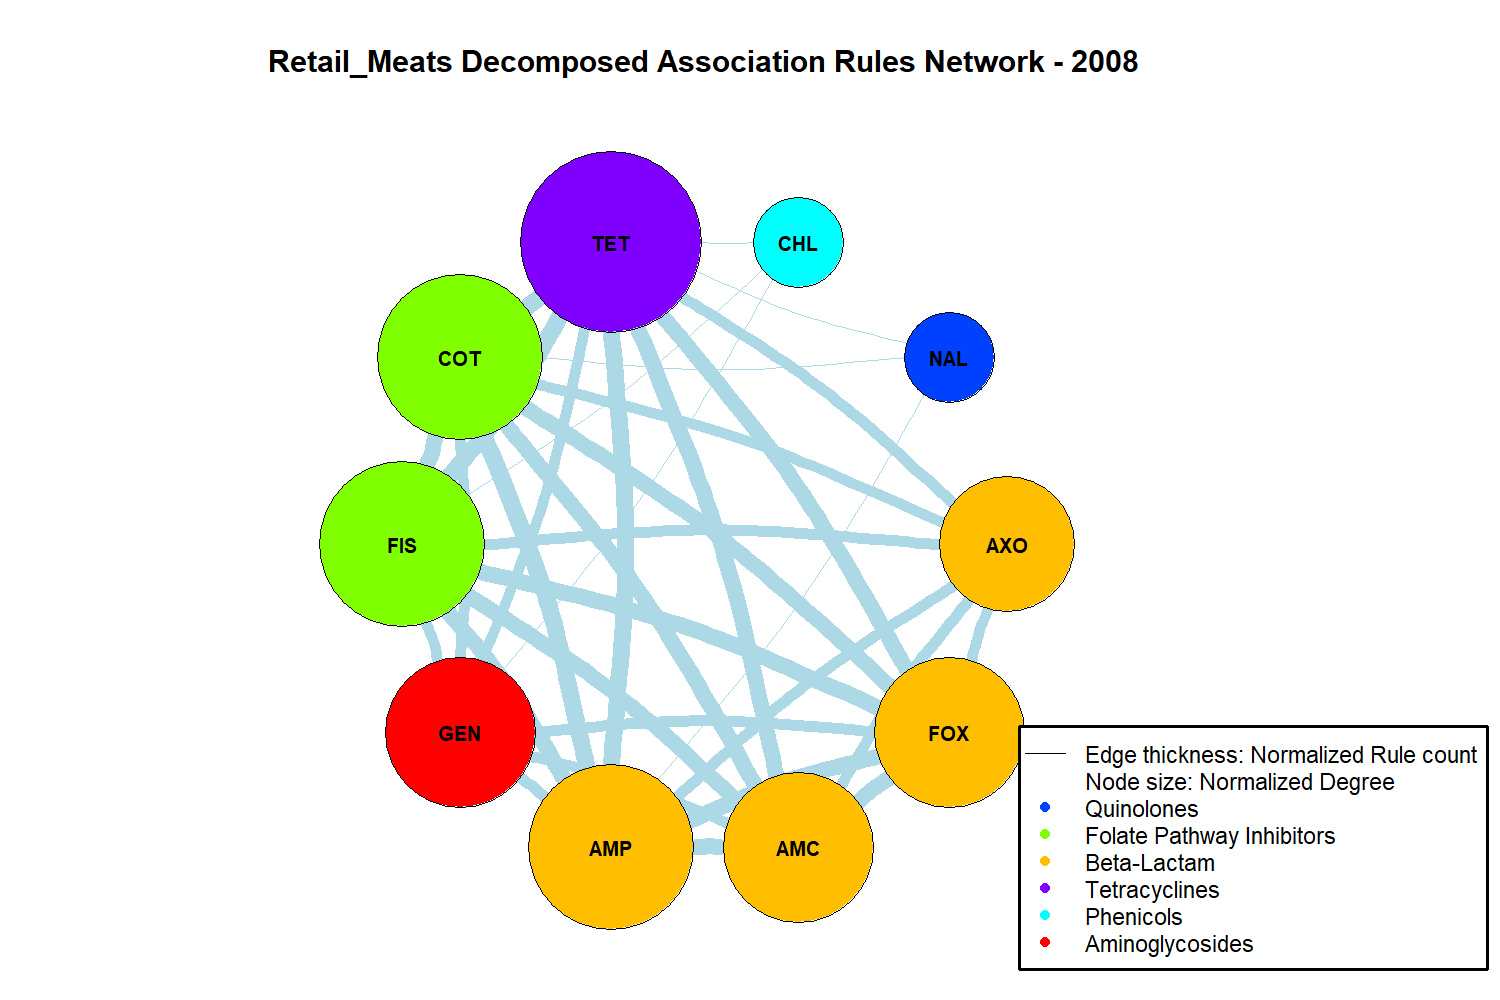 Retail_Meats Decomposed Association Rules Network - 2008
TET
CHL
COT
NAL
FIS
AXO
GEN
FOX
AMP
AMC
Edge thickness: Normalized Rule count
Node size: Normalized Degree
Quinolones
Folate Pathway Inhibitors
Beta-Lactam
Tetracyclines
Phenicols
Aminoglycosides